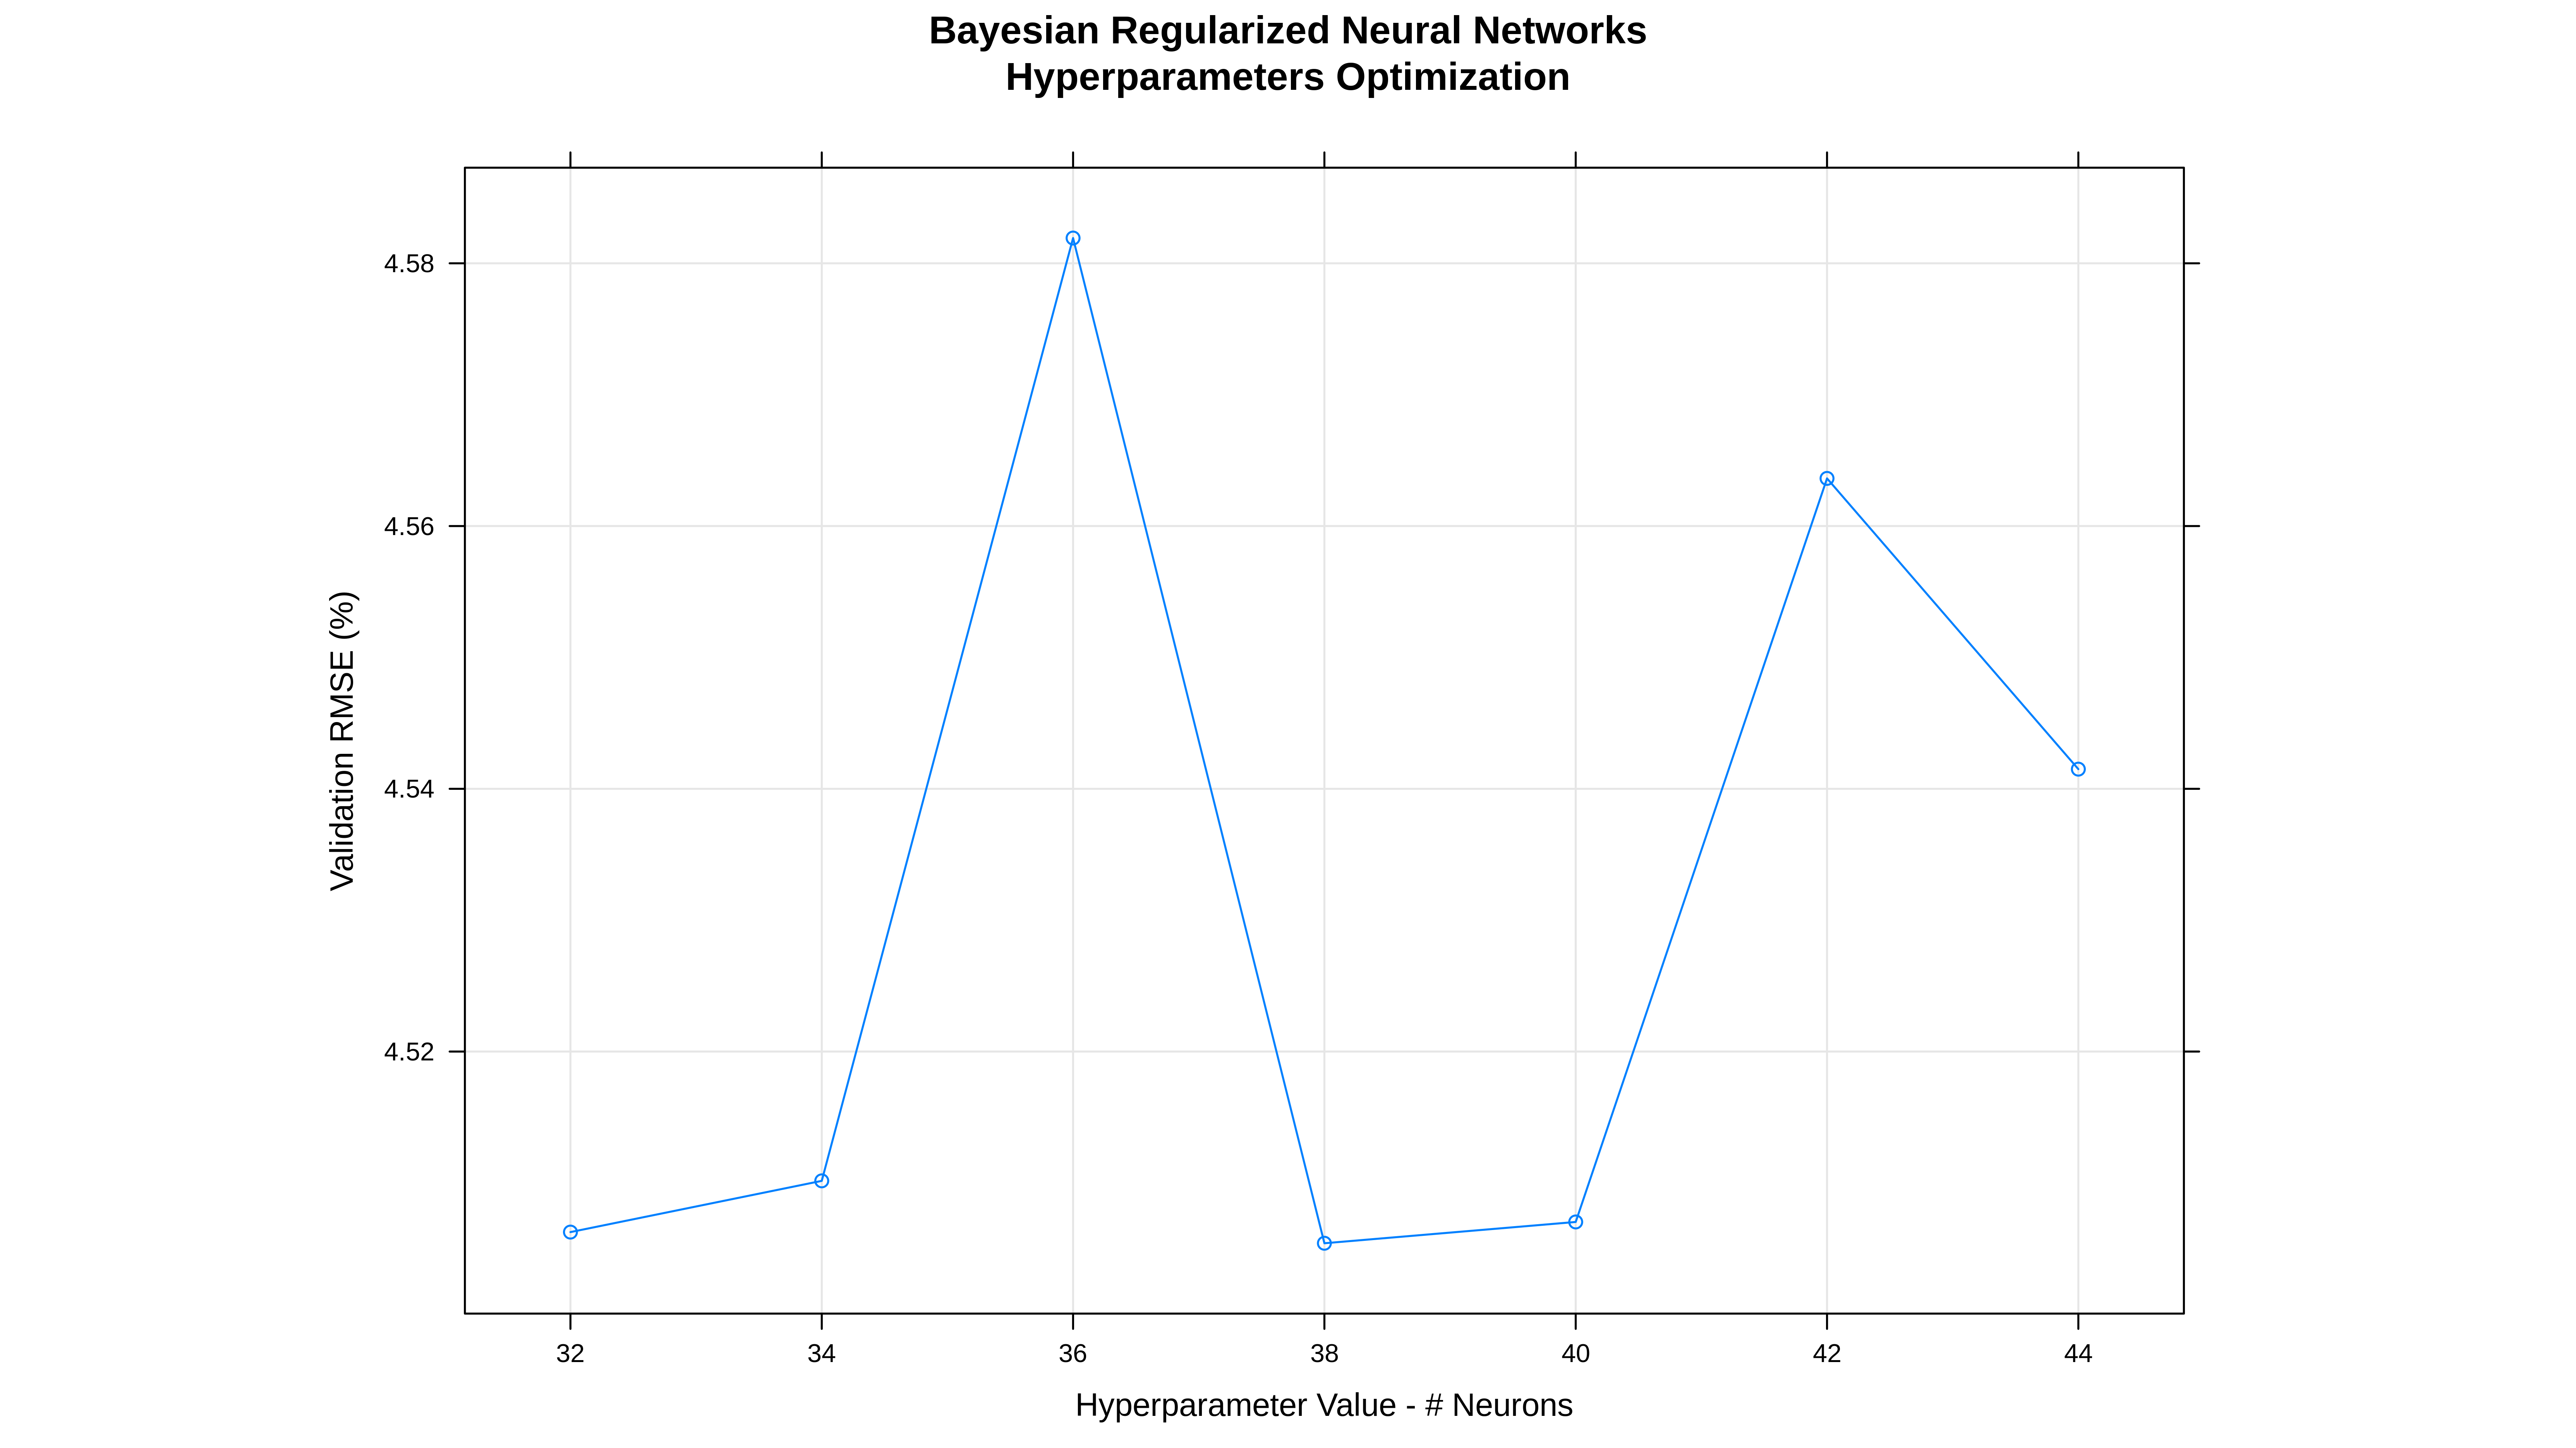 Bayesian Regularized Neural Networks
Hyperparameters Optimization
4.58
4.56
4.54
4.52
Validation RMSE (%)
32 34 36 38 40 42 44
Hyperparameter Value - # Neurons